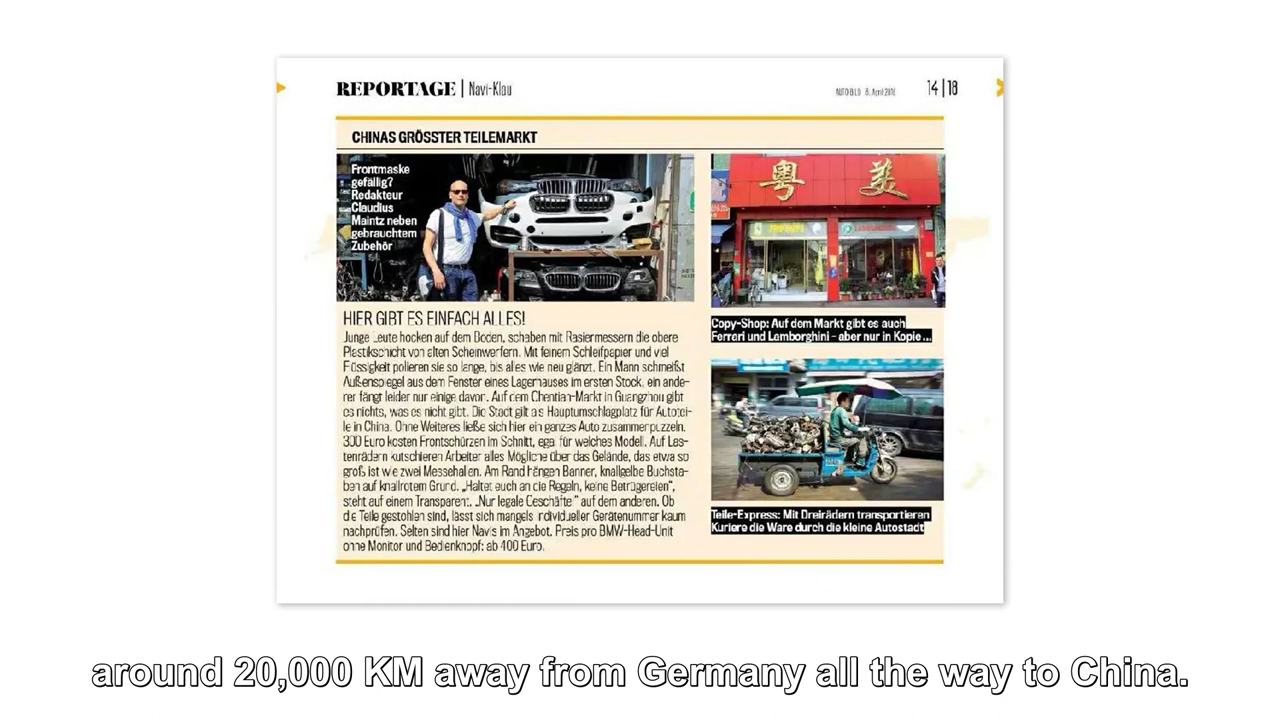 REPORTAGE | Navi-Klau
AUTO BILD 8. April 2016
14|18
CHINAS GRÖSSTER TEILEMARKT
Frontmaske
gefällig?
Redakteur
Claudius
Maintz neben
gebrauchtem
Zubehör
粤 美
HIER GIBT ES EINFACH ALLES!
Junge Leute hocken auf dem Boden, schaben mit Rasiermessern die obere
Plastikschicht von alten Scheinwerfern. Mit feinem Schleifpapier und viel
Flüssigkeit polieren sie so lange, bis alles wie neu glänzt. Ein Mann schmeißt
Außenspiegel aus dem Fenster eines Lagerhauses im ersten Stock, ein ande-
rer fängt leider nur einige davon. Auf dem Chentian-Markt in Guangzhou gibt
es nichts, was es nicht gibt. Die Stadt gilt als Hauptumschlagplatz für Autotei-
le in China. Ohne Weiteres ließe sich hier ein ganzes Auto zusammenpuzzeln.
300 Euro kosten Frontschürzen im Schnitt, egal für welches Modell. Auf Las-
tenrädern kutschieren Arbeiter alles Mögliche über das Gelände, das etwa so
groß ist wie zwei Messehallen. Am Rand hängen Banner, knallgelbe Buchsta-
ben auf knallrotem Grund. „Haltet euch an die Regeln, keine Betrügereien“,
steht auf einem Transparent. „Nur legale Geschäfte“ auf dem anderen. Ob
die Teile gestohlen sind, lässt sich mangels individueller Gerätenummer kaum
nachprüfen. Selten sind hier Navis im Angebot. Preis pro BMW-Head-Unit
ohne Monitor und Bedienknopf: ab 400 Euro.
Copy-Shop: Auf dem Markt gibt es auch
Ferrari und Lamborghini – aber nur in Kopie ...
Teile-Express: Mit Dreirädern transportieren
Kuriere die Ware durch die kleine Autostadt
around 20,000 KM away from Germany all the way to China.